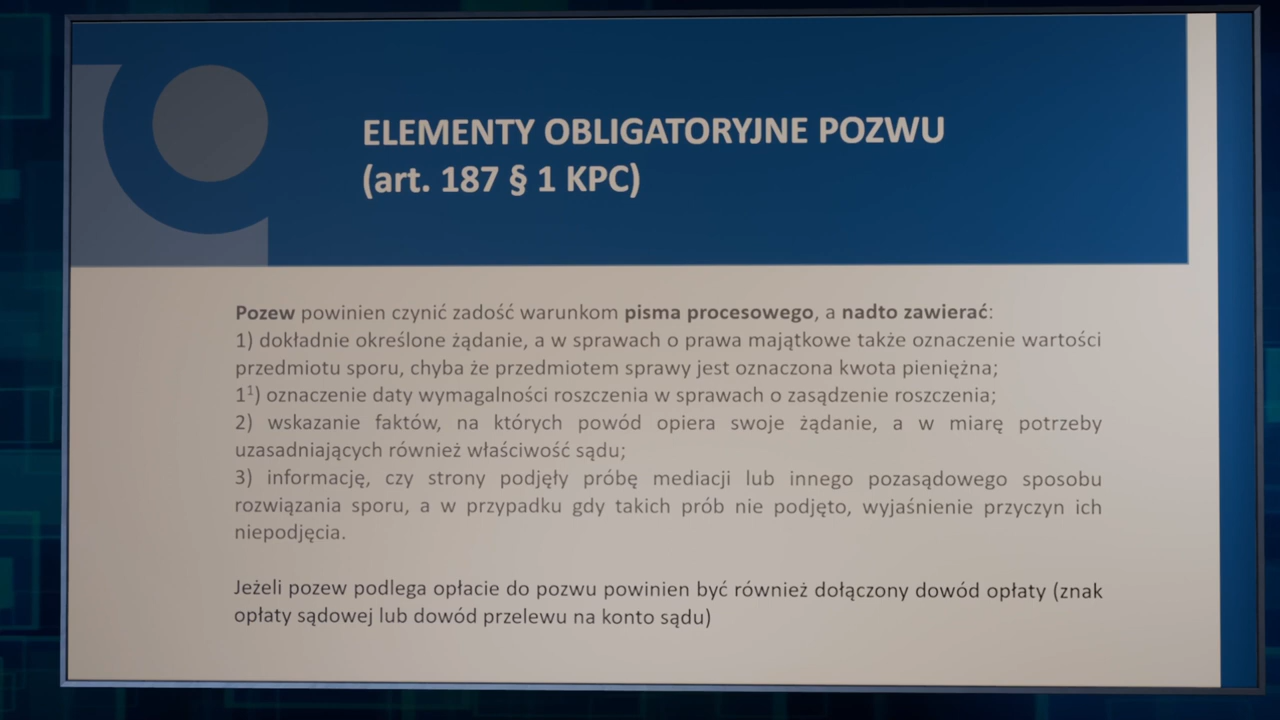 ELEMENTY OBLIGATORYJNE POZWU
(art. 187 § 1 KPC)
Pozew powinien czynić zadość warunkom pisma procesowego, a nadto zawierać:
1) dokładnie określone żądanie, a w sprawach o prawa majątkowe także oznaczenie wartości
przedmiotu sporu, chyba że przedmiotem sprawy jest oznaczona kwota pieniężna;
1¹) oznaczenie daty wymagalności roszczenia w sprawach o zasądzenie roszczenia;
2) wskazanie faktów, na których powód opiera swoje żądanie, a w miarę potrzeby
uzasadniających również właściwość sądu;
3) informację, czy strony podjęły próbę mediacji lub innego pozasądowego sposobu
rozwiązania sporu, a w przypadku gdy takich prób nie podjęto, wyjaśnienie przyczyn ich
niepodjęcia.
Jeżeli pozew podlega opłacie do pozwu powinien być również dołączony dowód opłaty (znak
opłaty sądowej lub dowód przelewu na konto sądu)